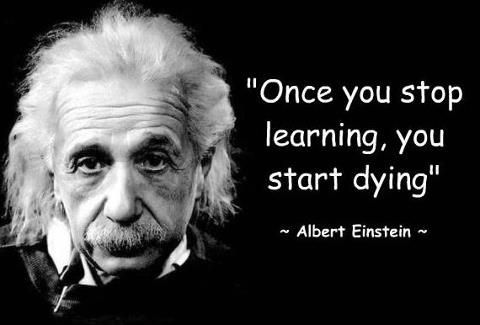 "Once you stop
learning, you
start dying"
~ Albert Einstein ~